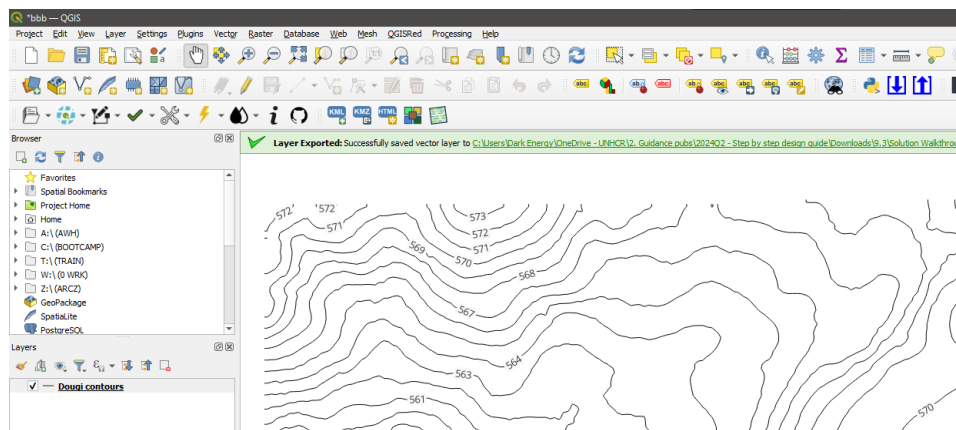 *bbb — QGIS
Project Edit View Layer Settings Plugins Vector Raster Database Web Mesh QGISRed Processing Help
Browser
Layer Exported: Successfully saved vector layer to C:\Users\Dark Energy\OneDrive - UNHCR\2. Guidance pubs\2024Q2 - Step by step design guide\Downloads\9.3\Solution Walkthrou
Favorites
Spatial Bookmarks
Project Home
Home
A:\ (AWH)
C:\ (BOOTCAMP)
T:\ (TRAIN)
W:\ (0 WRK)
Z:\ (ARCZ)
GeoPackage
SpatiaLite
PostgreSQL
Layers
Dougi contours
572 572 573
571 572
569 571
570
568
567
564
563
561
570